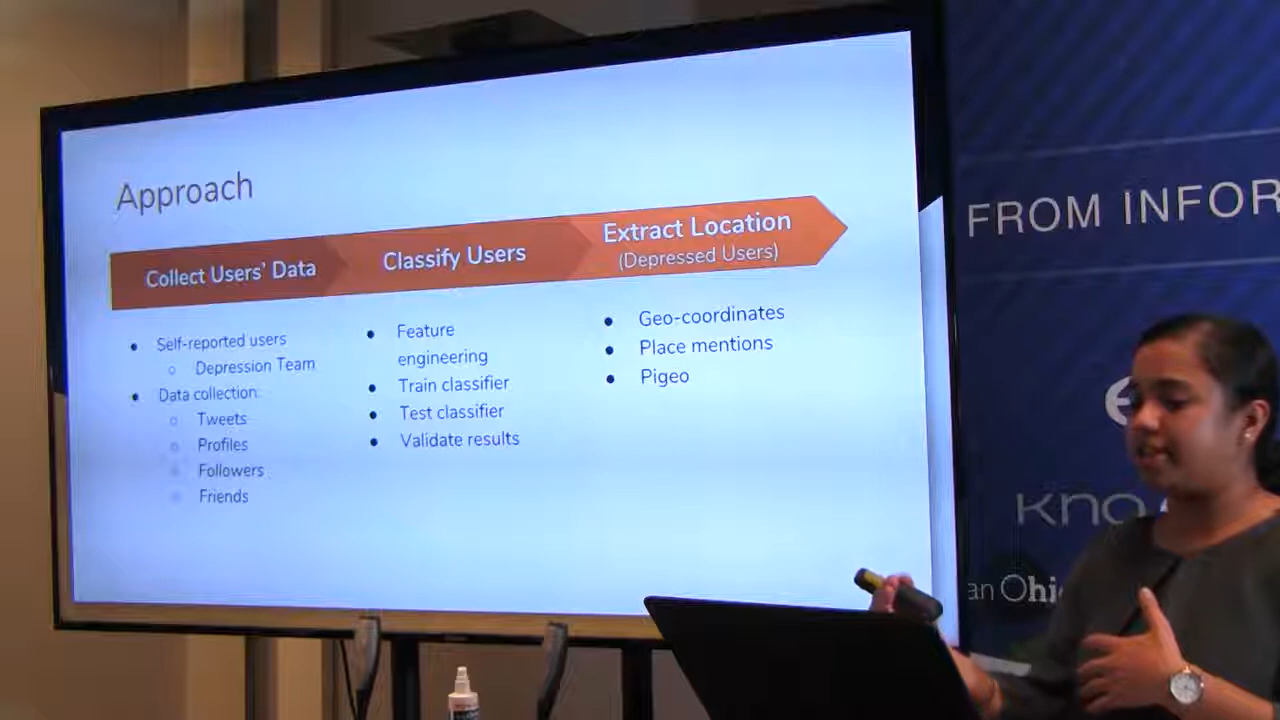 Approach
Collect Users' Data
Classify Users
Extract Location
(Depressed Users)
Self-reported users
Depression Team
Data collection:
Tweets
Profiles
Followers
Friends
Feature
engineering
Train classifier
Test classifier
Validate results
Geo-coordinates
Place mentions
Pigeo
FROM INFOR
kno
an Ohi